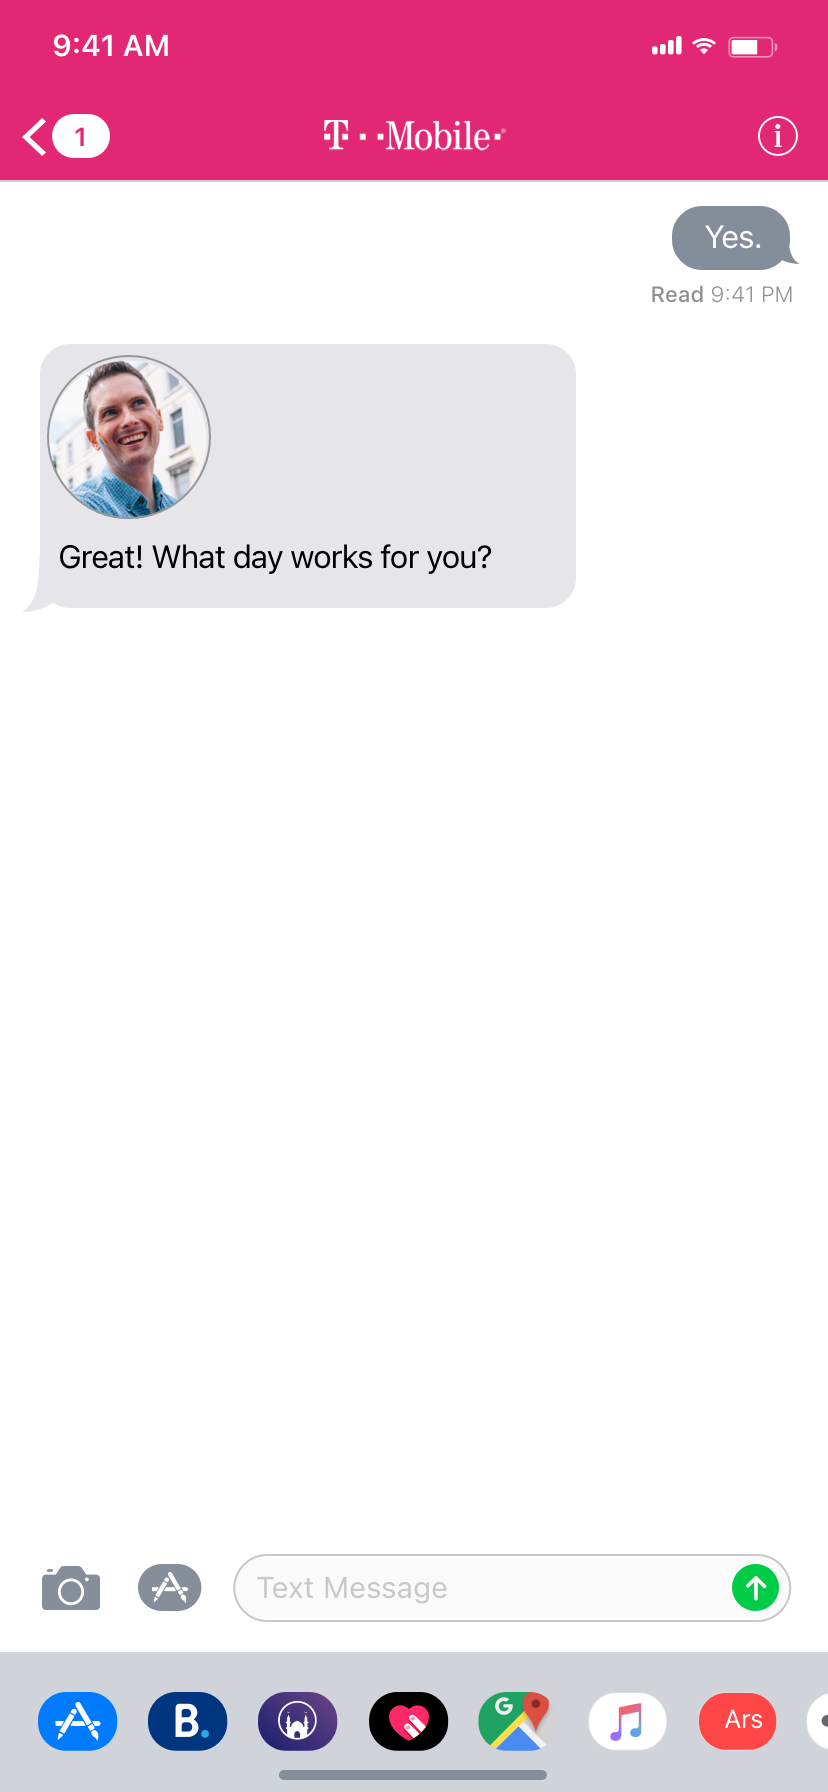 9:41 AM
1
T··Mobile·
i
Yes.
Read 9:41 PM
Great! What day works for you?
Text Message
B.
G
Ars